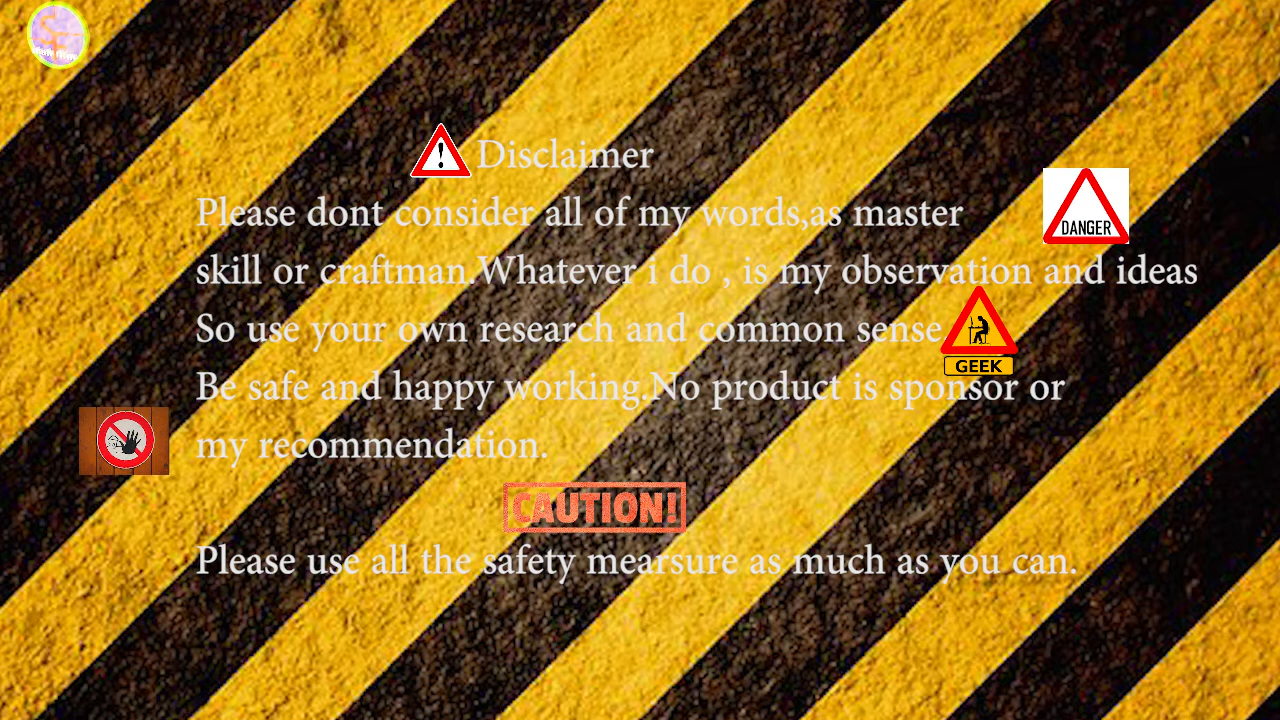 Disclaimer
Please dont consider all of my words,as master
DANGER
skill or craftman.Whatever i do , is my observation and ideas
So use your own research and common sense
GEEK
Be safe and happy working.No product is sponsor or
my recommendation.
CAUTION!
Please use all the safety mearsure as much as you can.